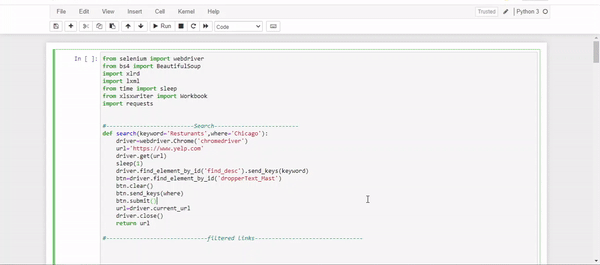 File Edit View Insert Cell Kernel Widgets Help Trusted Python 3
Run Code
In [ ]:
from selenium import webdriver
from bs4 import BeautifulSoup
import xlrd
import lxml
from time import sleep
from xlsxwriter import Workbook
import requests
#--------------------------Search-------------------------
def search(keyword='Resturants',where='Chicago'):
driver=webdriver.Chrome('chromedriver')
url='https://www.yelp.com'
driver.get(url)
sleep(1)
driver.find_element_by_id('find_desc').send_keys(keyword)
btn=driver.find_element_by_id('dropperText_Mast')
btn.clear()
btn.send_keys(where)
btn.submit()
url=driver.current_url
driver.close()
return url
#------------------------------filtered Links--------------------------------